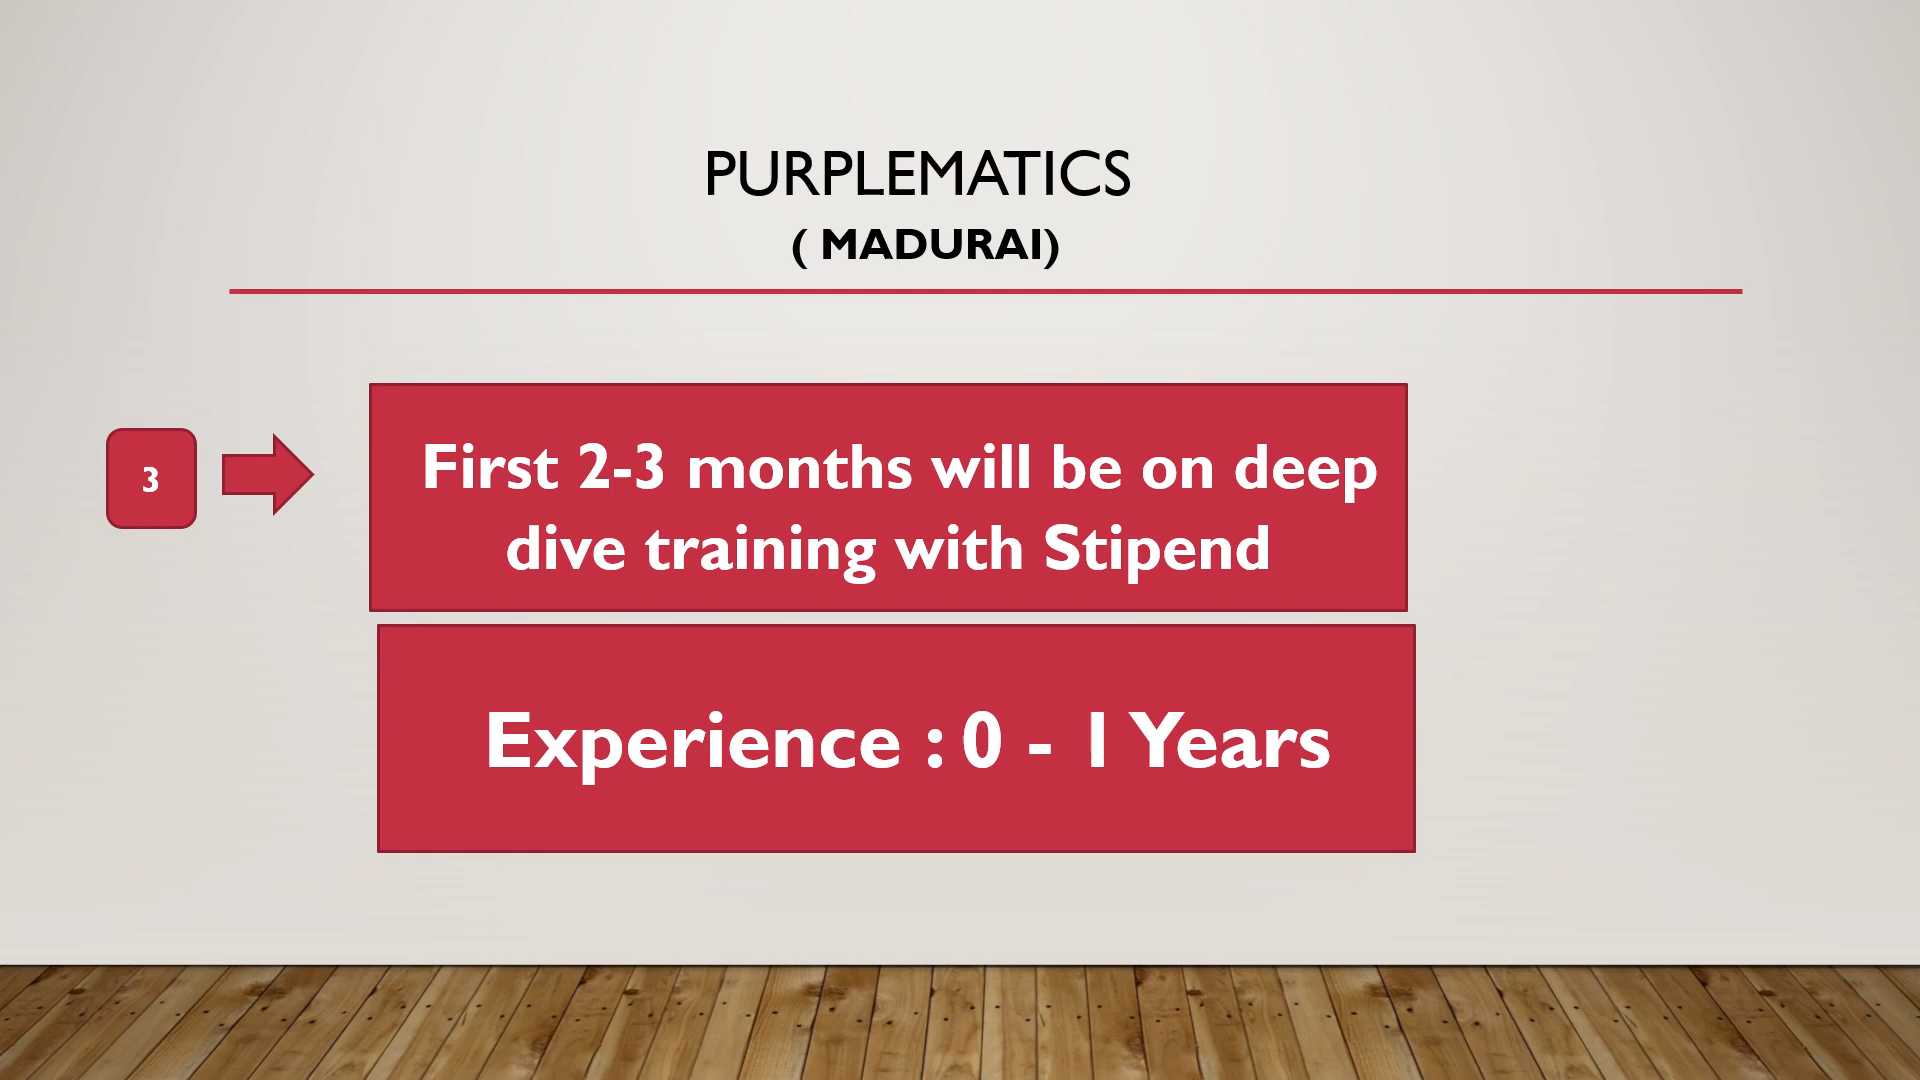 PURPLEMATICS
( MADURAI)
3
First 2-3 months will be on deep
dive training with Stipend
Experience : 0 - 1 Years